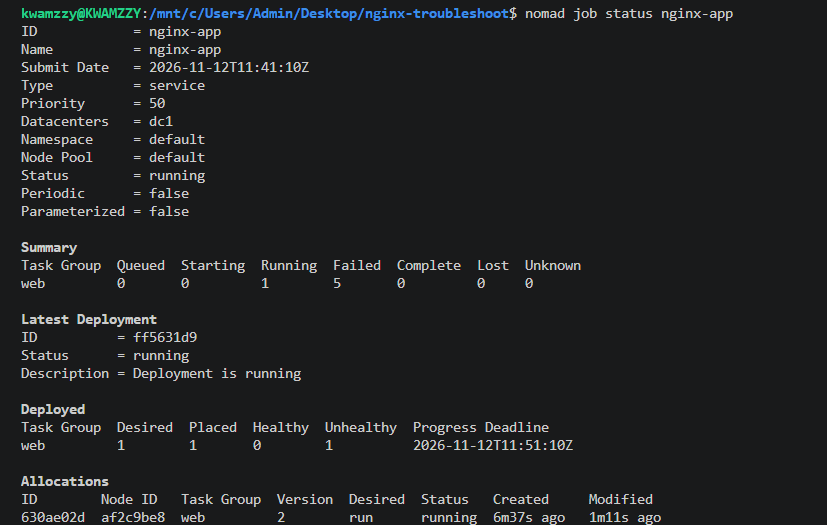 kwamzzy@KWAMZZY:/mnt/c/Users/Admin/Desktop/nginx-troubleshoot$ nomad job status nginx-app
ID            = nginx-app
Name          = nginx-app
Submit Date   = 2026-11-12T11:41:10Z
Type          = service
Priority      = 50
Datacenters   = dc1
Namespace     = default
Node Pool     = default
Status        = running
Periodic      = false
Parameterized = false

Summary
Task Group  Queued  Starting  Running  Failed  Complete  Lost  Unknown
web         0       0         1        5       0         0     0

Latest Deployment
ID          = ff5631d9
Status      = running
Description = Deployment is running

Deployed
Task Group  Desired  Placed  Healthy  Unhealthy  Progress Deadline
web         1        1       0        1          2026-11-12T11:51:10Z

Allocations
ID        Node ID   Task Group  Version  Desired  Status   Created    Modified
630ae02d  af2c9be8  web         2        run      running  6m37s ago  1m11s ago